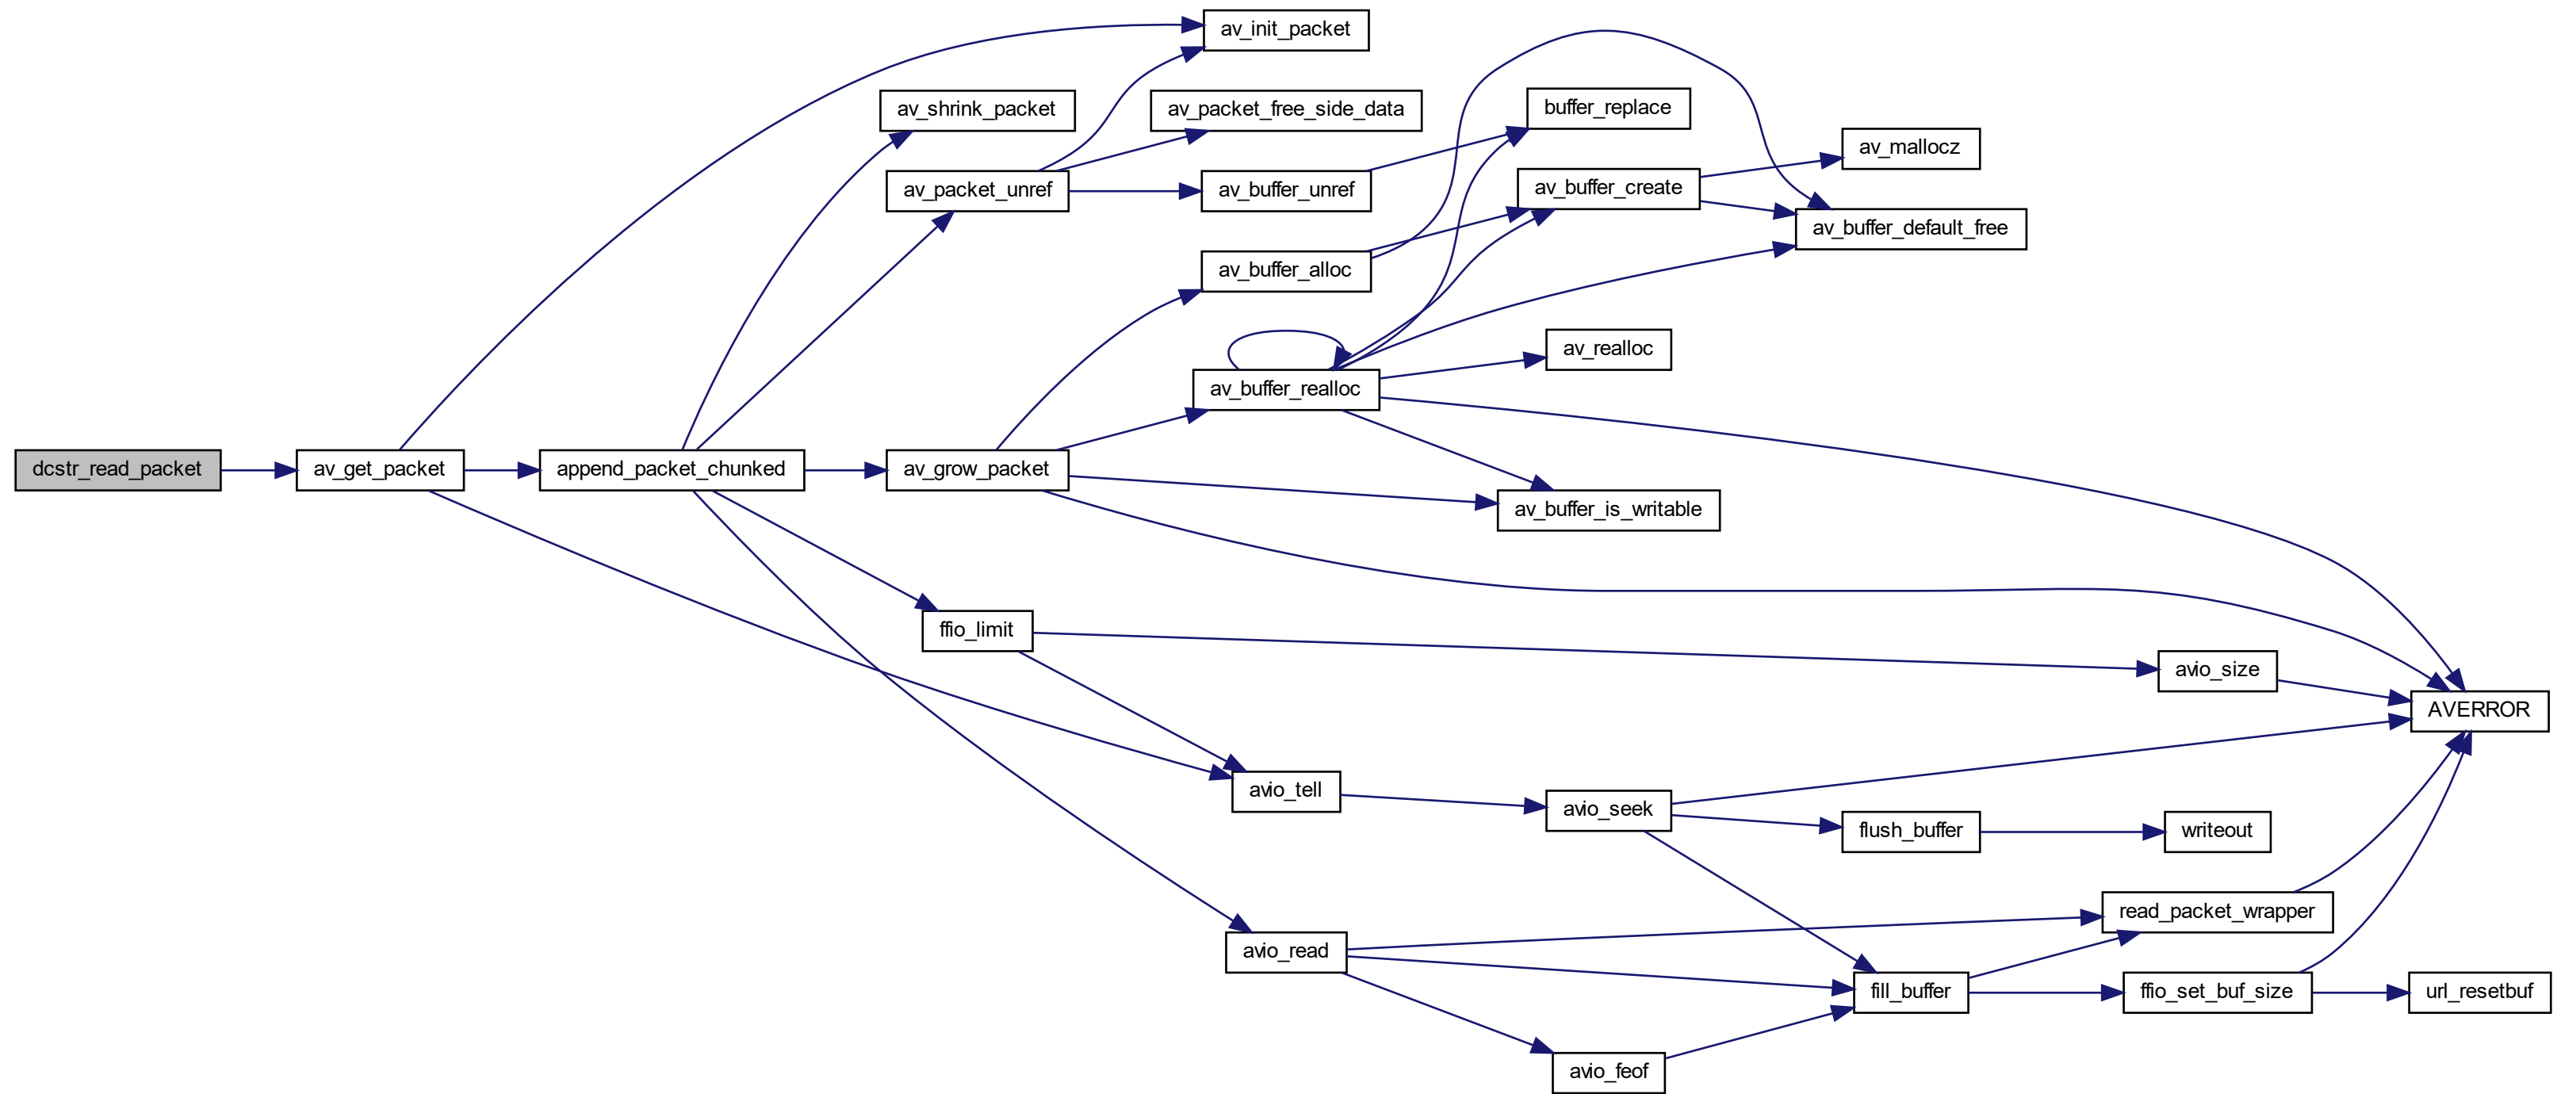 av_init_packet
av_shrink_packet
av_packet_free_side_data
buffer_replace
av_mallocz
av_packet_unref
av_buffer_unref
av_buffer_create
av_buffer_default_free
av_buffer_alloc
av_realloc
av_buffer_realloc
dcstr_read_packet
av_get_packet
append_packet_chunked
av_grow_packet
av_buffer_is_writable
ffio_limit
avio_size
AVERROR
avio_tell
avio_seek
flush_buffer
writeout
read_packet_wrapper
avio_read
fill_buffer
ffio_set_buf_size
url_resetbuf
avio_feof